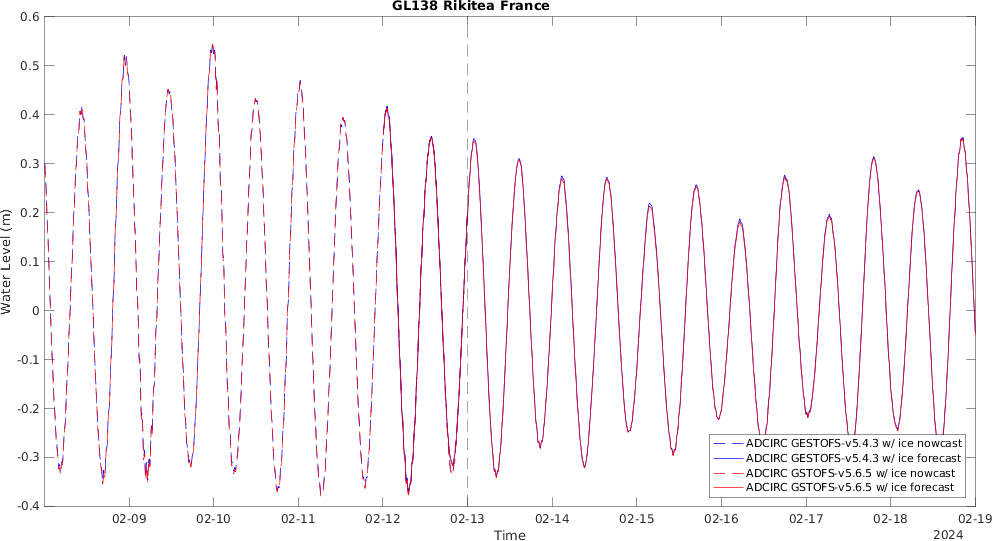 GL138 Rikitea France
0.6
0.5
0.4
0.3
0.2
0.1
0
-0.1
-0.2
-0.3
-0.4
Water Level (m)
ADCIRC GESTOFS-v5.4.3 w/ ice nowcast
ADCIRC GESTOFS-v5.4.3 w/ ice forecast
ADCIRC GSTOFS-v5.6.5 w/ ice nowcast
ADCIRC GSTOFS-v5.6.5 w/ ice forecast
02-09 02-10 02-11 02-12 02-13 02-14 02-15 02-16 02-17 02-18 02-19
Time
2024